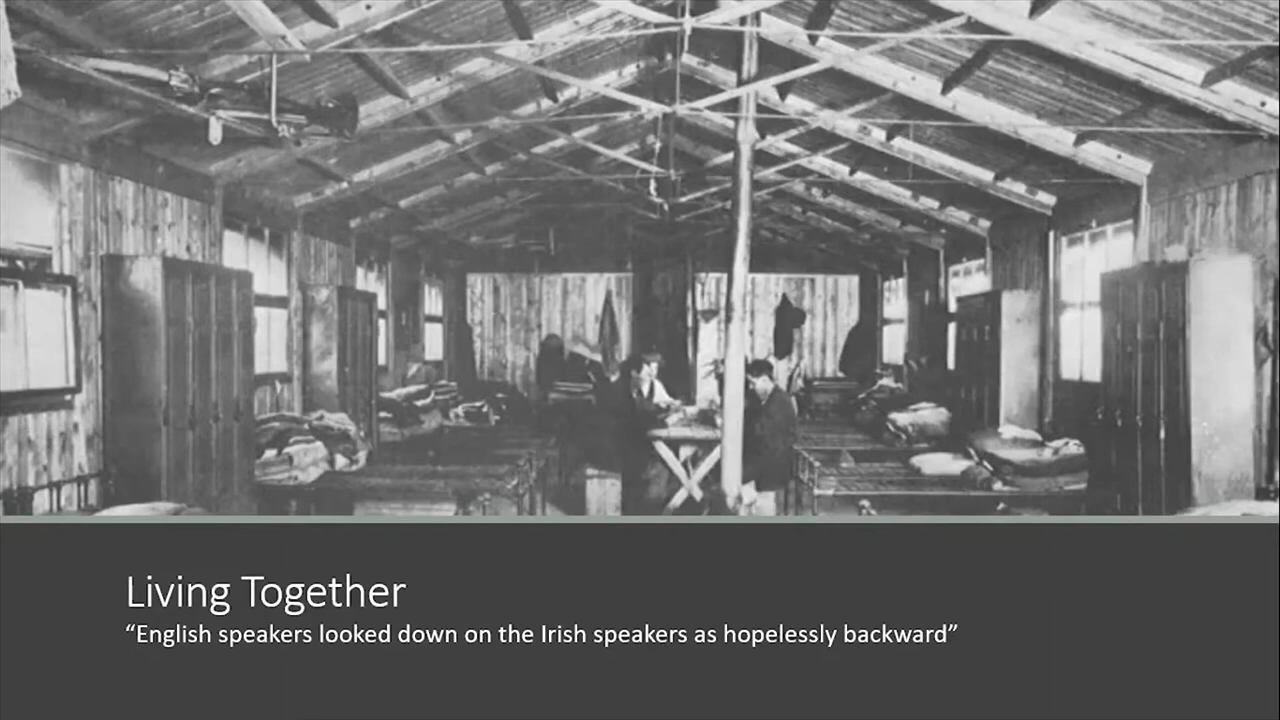 Living Together
“English speakers looked down on the Irish speakers as hopelessly backward”